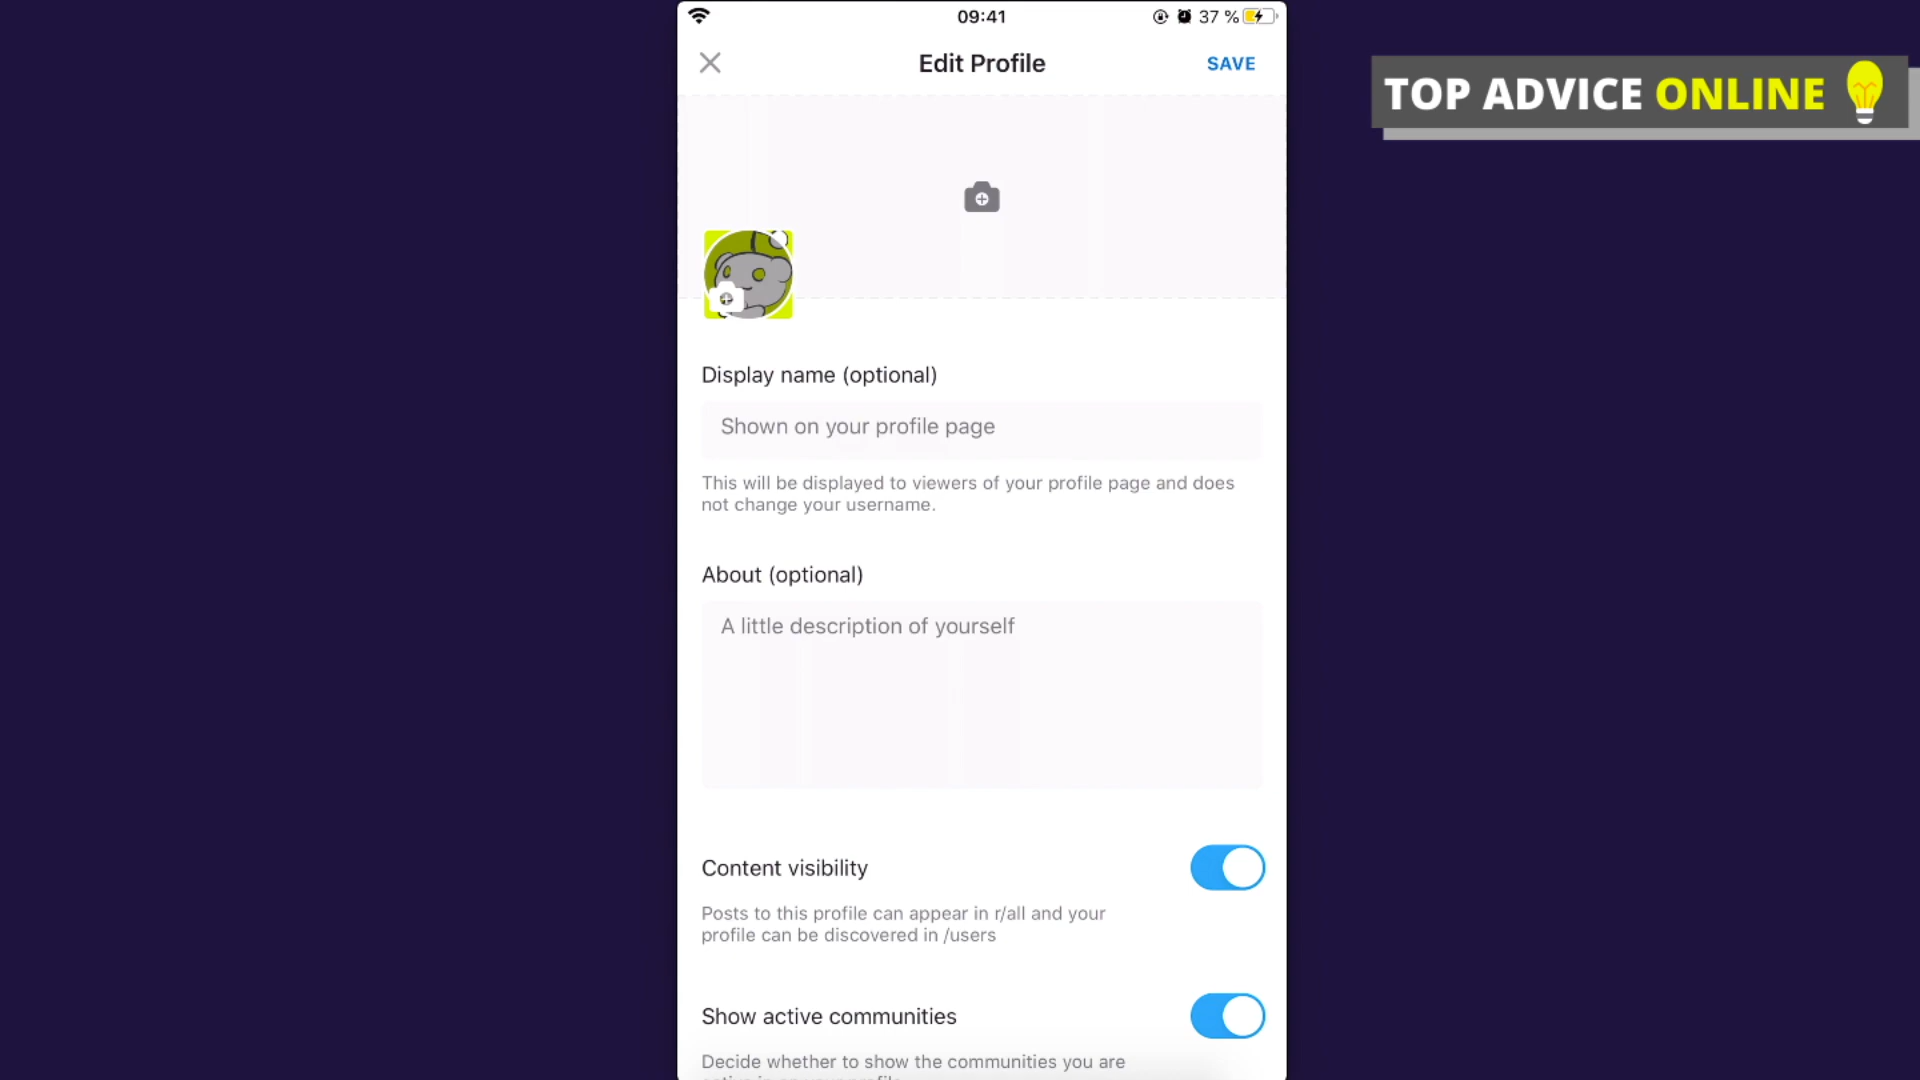 09:41
37 %
Edit Profile
SAVE
TOP ADVICE ONLINE
Display name (optional)
Shown on your profile page
This will be displayed to viewers of your profile page and does
not change your username.
About (optional)
A little description of yourself
Content visibility
Posts to this profile can appear in r/all and your
profile can be discovered in /users
Show active communities
Decide whether to show the communities you are